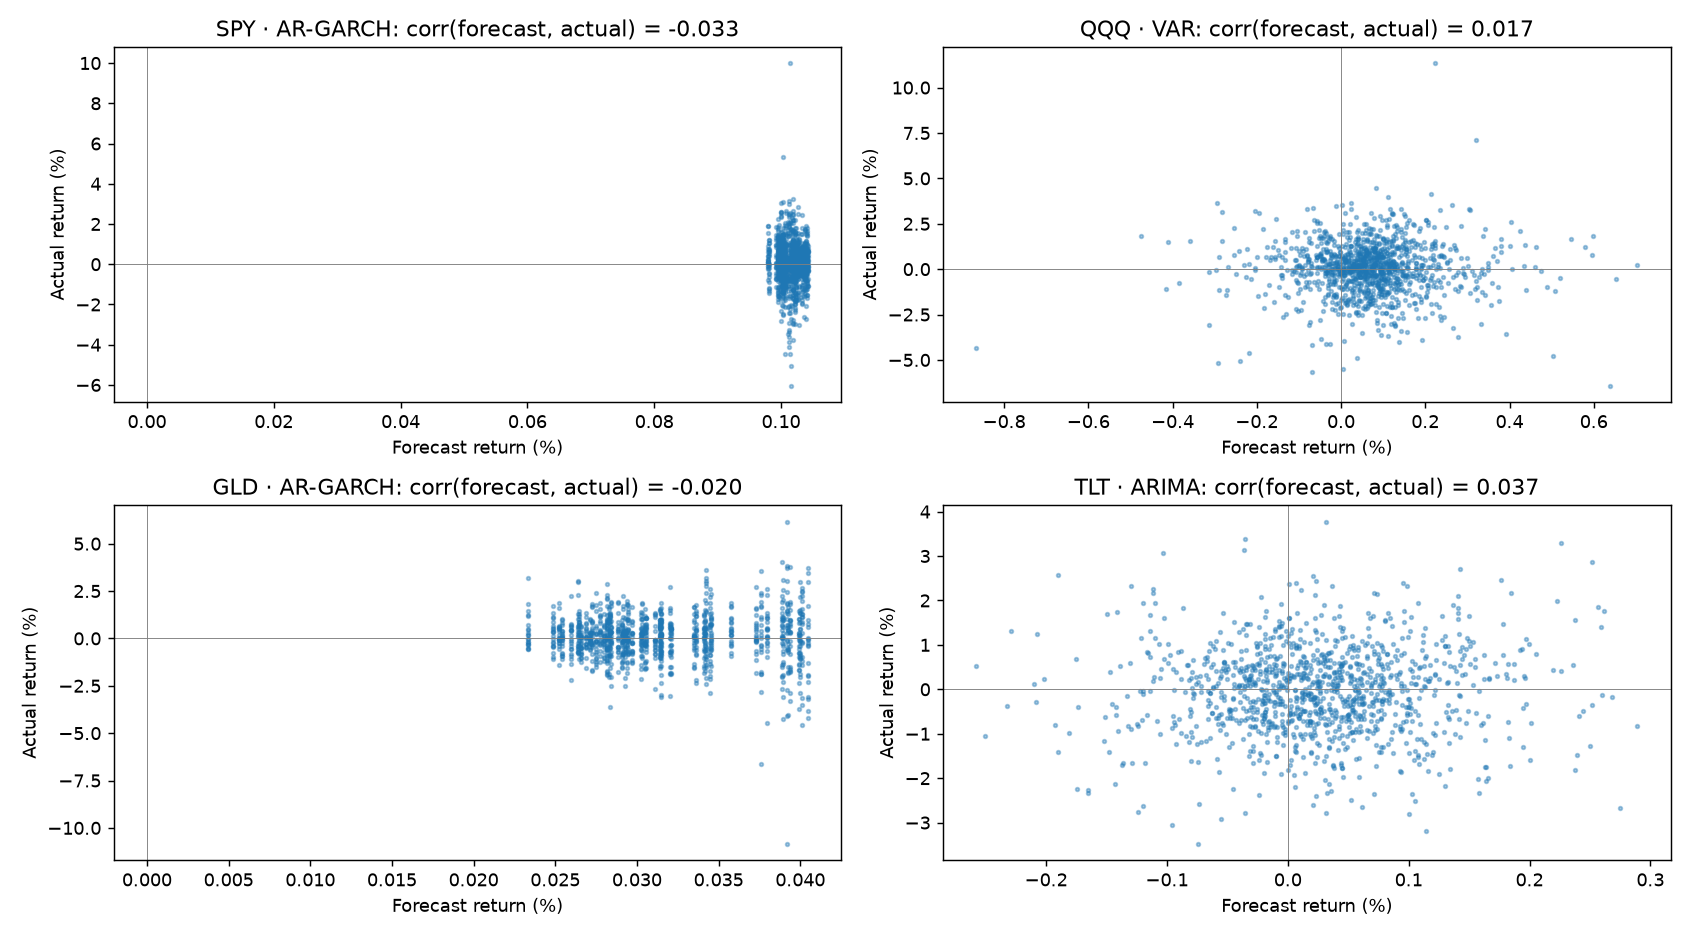 SPY · AR-GARCH: corr(forecast, actual) = -0.033
10
8
6
4
2
0
−2
−4
−6
Actual return (%)
0.00 0.02 0.04 0.06 0.08 0.10
Forecast return (%)
QQQ · VAR: corr(forecast, actual) = 0.017
10.0
7.5
5.0
2.5
0.0
−2.5
−5.0
Actual return (%)
−0.8 −0.6 −0.4 −0.2 0.0 0.2 0.4 0.6
Forecast return (%)
GLD · AR-GARCH: corr(forecast, actual) = -0.020
5.0
2.5
0.0
−2.5
−5.0
−7.5
−10.0
Actual return (%)
0.000 0.005 0.010 0.015 0.020 0.025 0.030 0.035 0.040
Forecast return (%)
TLT · ARIMA: corr(forecast, actual) = 0.037
4
3
2
1
0
−1
−2
−3
Actual return (%)
−0.2 −0.1 0.0 0.1 0.2 0.3
Forecast return (%)